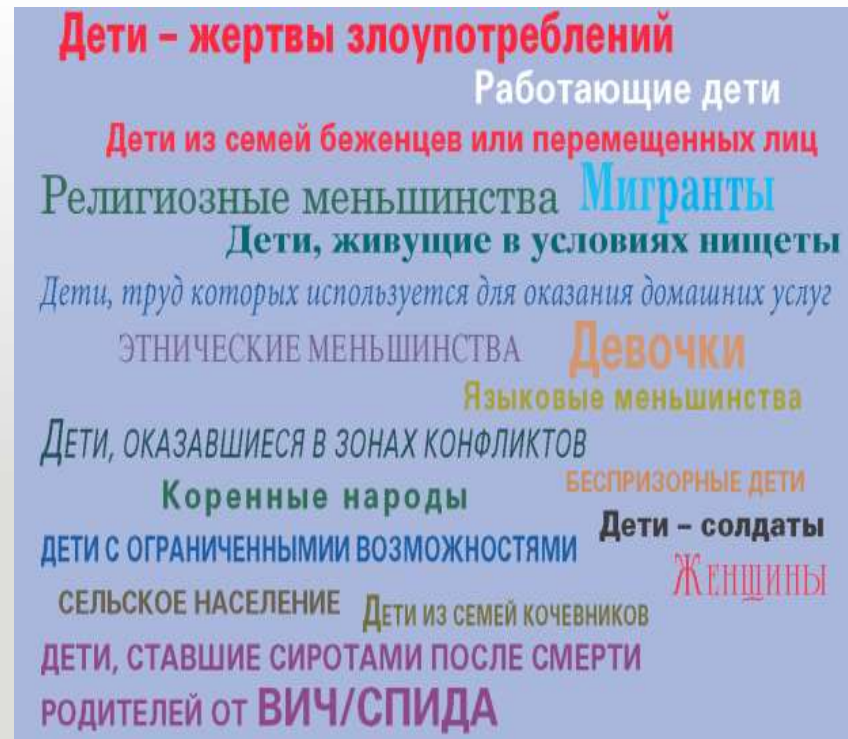 Дети – жертвы злоупотреблений
Работающие дети
Дети из семей беженцев или перемещенных лиц
Религиозные меньшинства Мигранты
Дети, живущие в условиях нищеты
Дети, труд которых используется для оказания домашних услуг
ЭТНИЧЕСКИЕ МЕНЬШИНСТВА Девочки
Языковые меньшинства
ДЕТИ, ОКАЗАВШИЕСЯ В ЗОНАХ КОНФЛИКТОВ
Коренные народы БЕСПРИЗОРНЫЕ ДЕТИ
Дети – солдаты
ДЕТИ С ОГРАНИЧЕННЫМИИ ВОЗМОЖНОСТЯМИ
ЖЕНЩИНЫ
СЕЛЬСКОЕ НАСЕЛЕНИЕ ДЕТИ ИЗ СЕМЕЙ КОЧЕВНИКОВ
ДЕТИ, СТАВШИЕ СИРОТАМИ ПОСЛЕ СМЕРТИ
РОДИТЕЛЕЙ ОТ ВИЧ/СПИДА